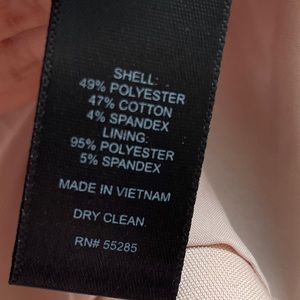 SHELL:
49% POLYESTER
47% COTTON
4% SPANDEX
LINING:
95% POLYESTER
5% SPANDEX
MADE IN VIETNAM
DRY CLEAN
RN# 55285